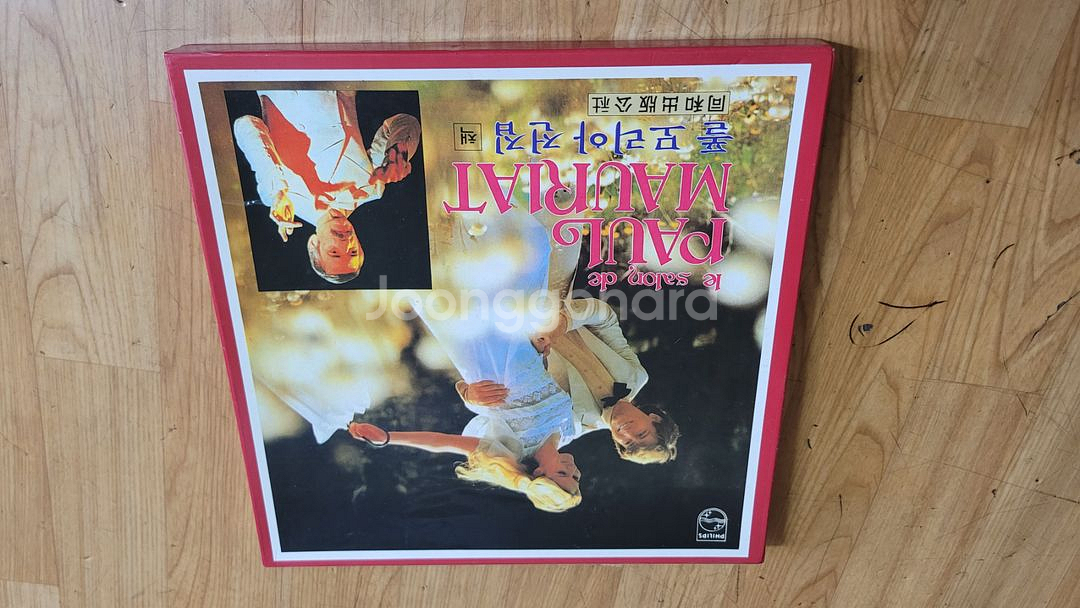 PHILIPS
le salon de
PAUL
MAURIAT
폴 모리아 전집 책
同和出版公社
Joonggonara